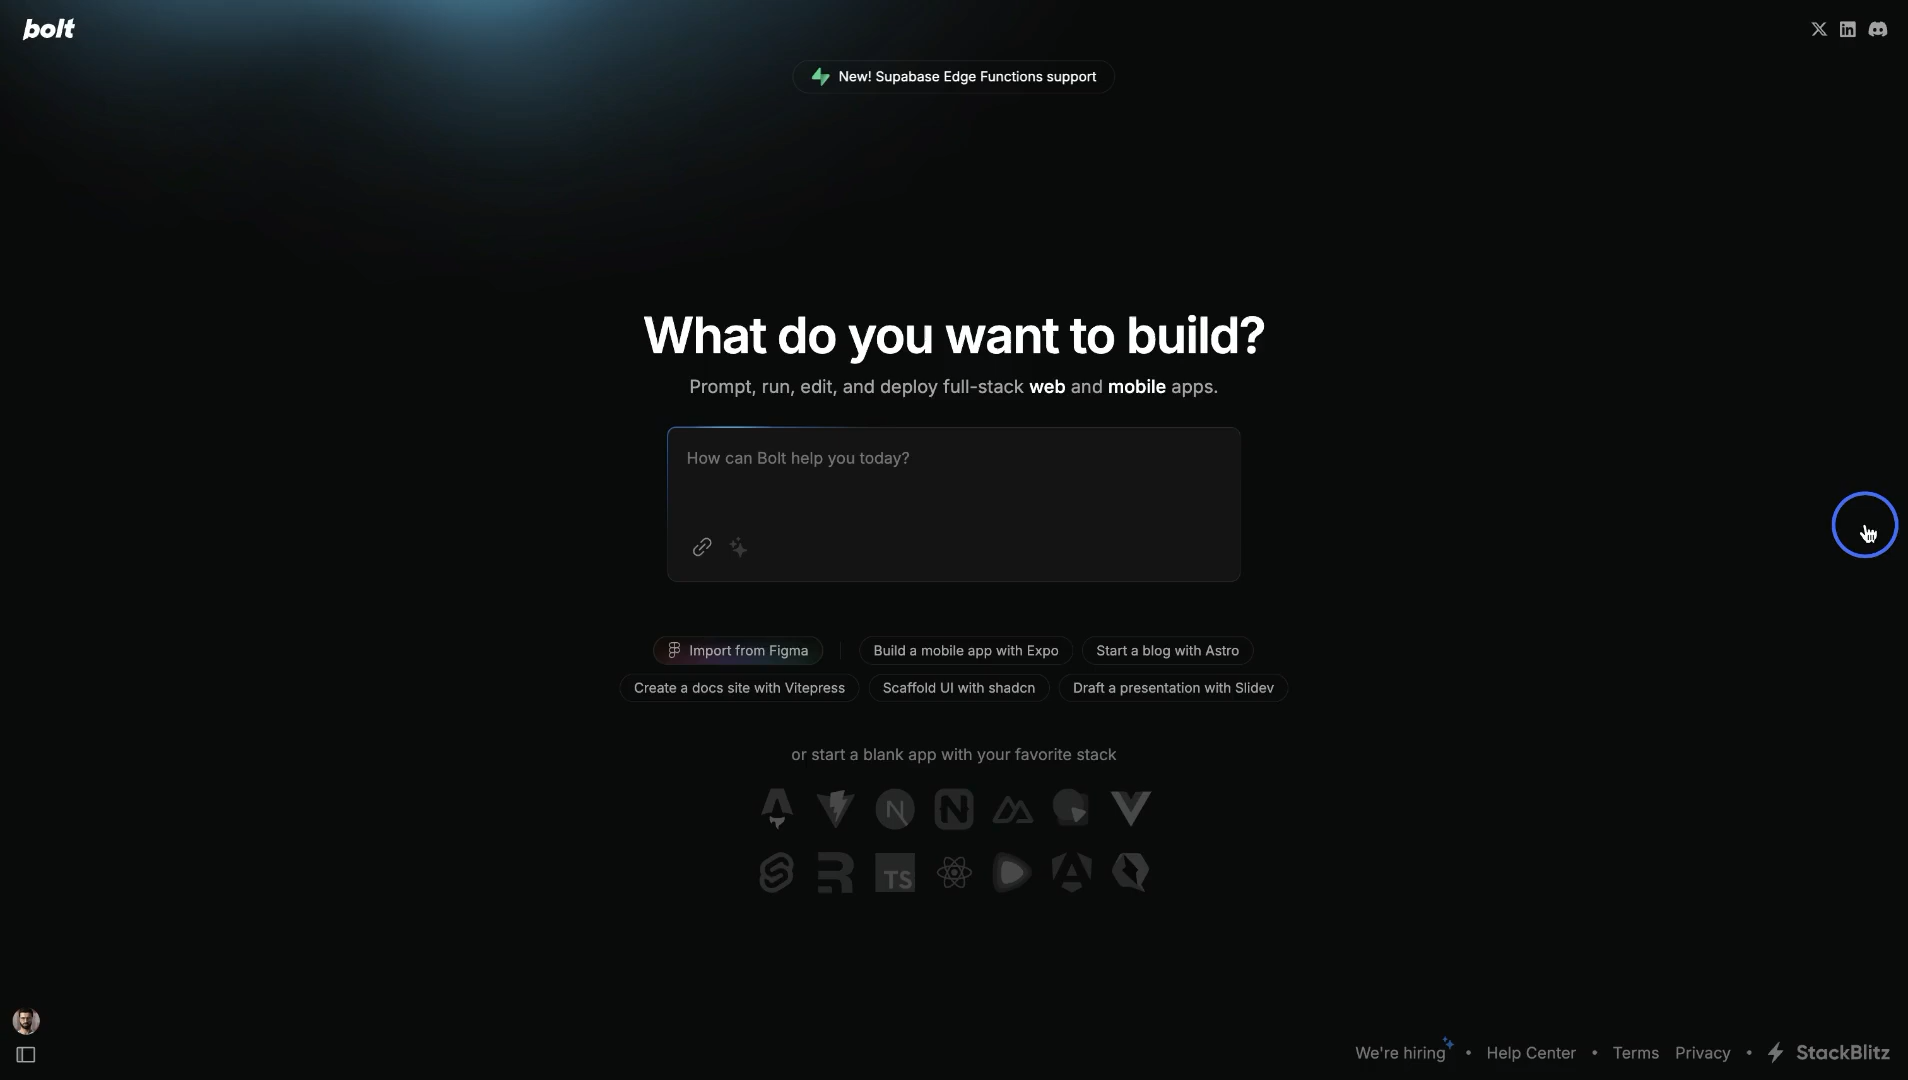 bolt
New! Supabase Edge Functions support
What do you want to build?
Prompt, run, edit, and deploy full-stack web and mobile apps.
How can Bolt help you today?
Import from Figma
Build a mobile app with Expo
Start a blog with Astro
Create a docs site with Vitepress
Scaffold UI with shadcn
Draft a presentation with Slidev
or start a blank app with your favorite stack
N
N
TS
We're hiring • Help Center • Terms Privacy • StackBlitz